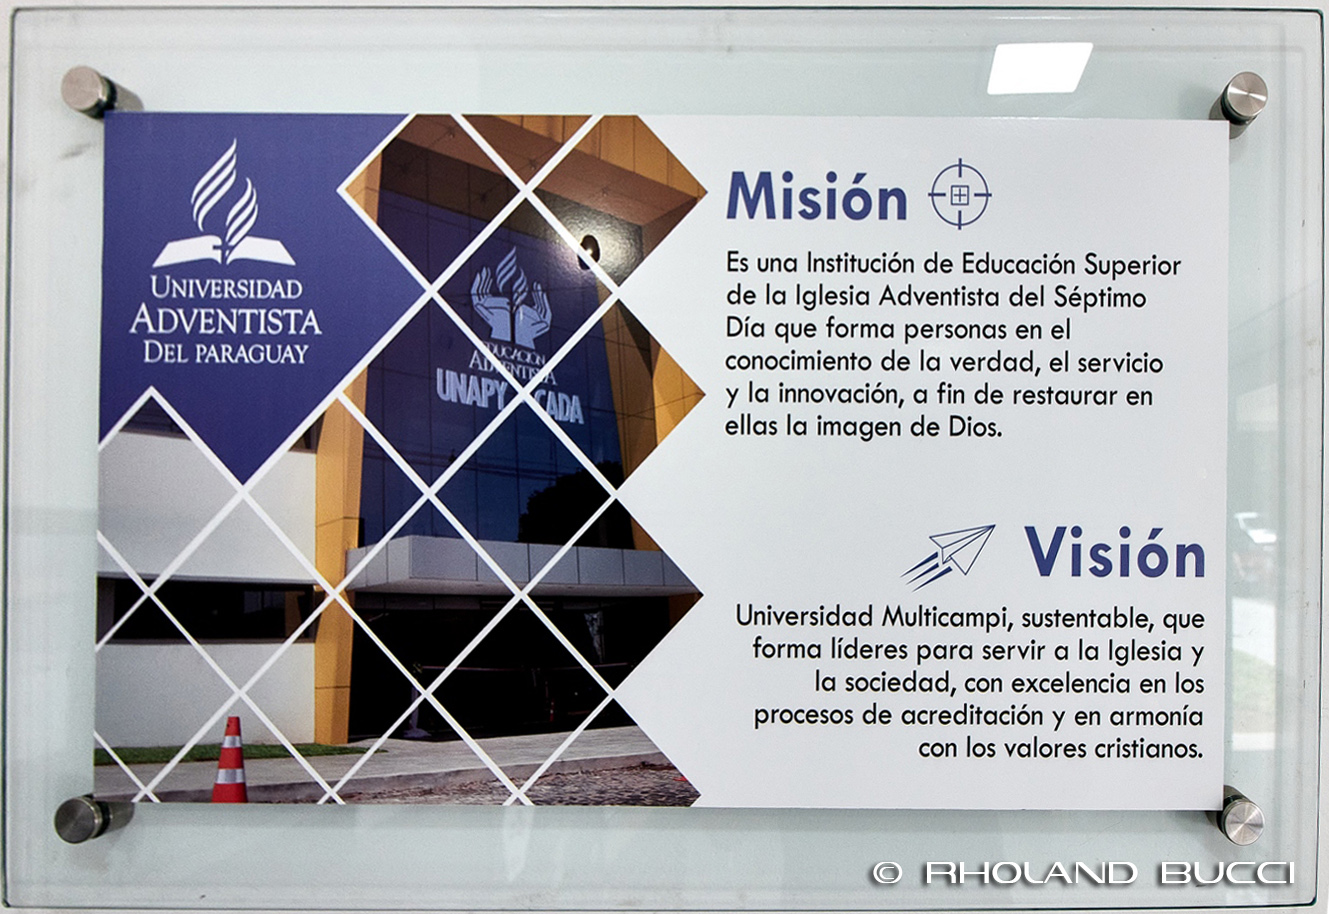 UNIVERSIDAD
ADVENTISTA
DEL PARAGUAY
EDUCACIÓN
ADVENTISTA
UNAPY CADA
Misión
Es una Institución de Educación Superior
de la Iglesia Adventista del Séptimo
Día que forma personas en el
conocimiento de la verdad, el servicio
y la innovación, a fin de restaurar en
ellas la imagen de Dios.
Visión
Universidad Multicampi, sustentable, que
forma líderes para servir a la Iglesia y
la sociedad, con excelencia en los
procesos de acreditación y en armonía
con los valores cristianos.
© RHOLAND BUCCI